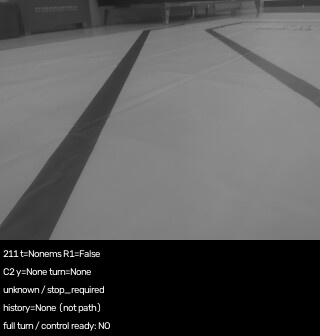 211 t=Nonems R1=False
C2 y=None turn=None
unknown / stop_required
history=None (not path)
full turn / control ready: NO